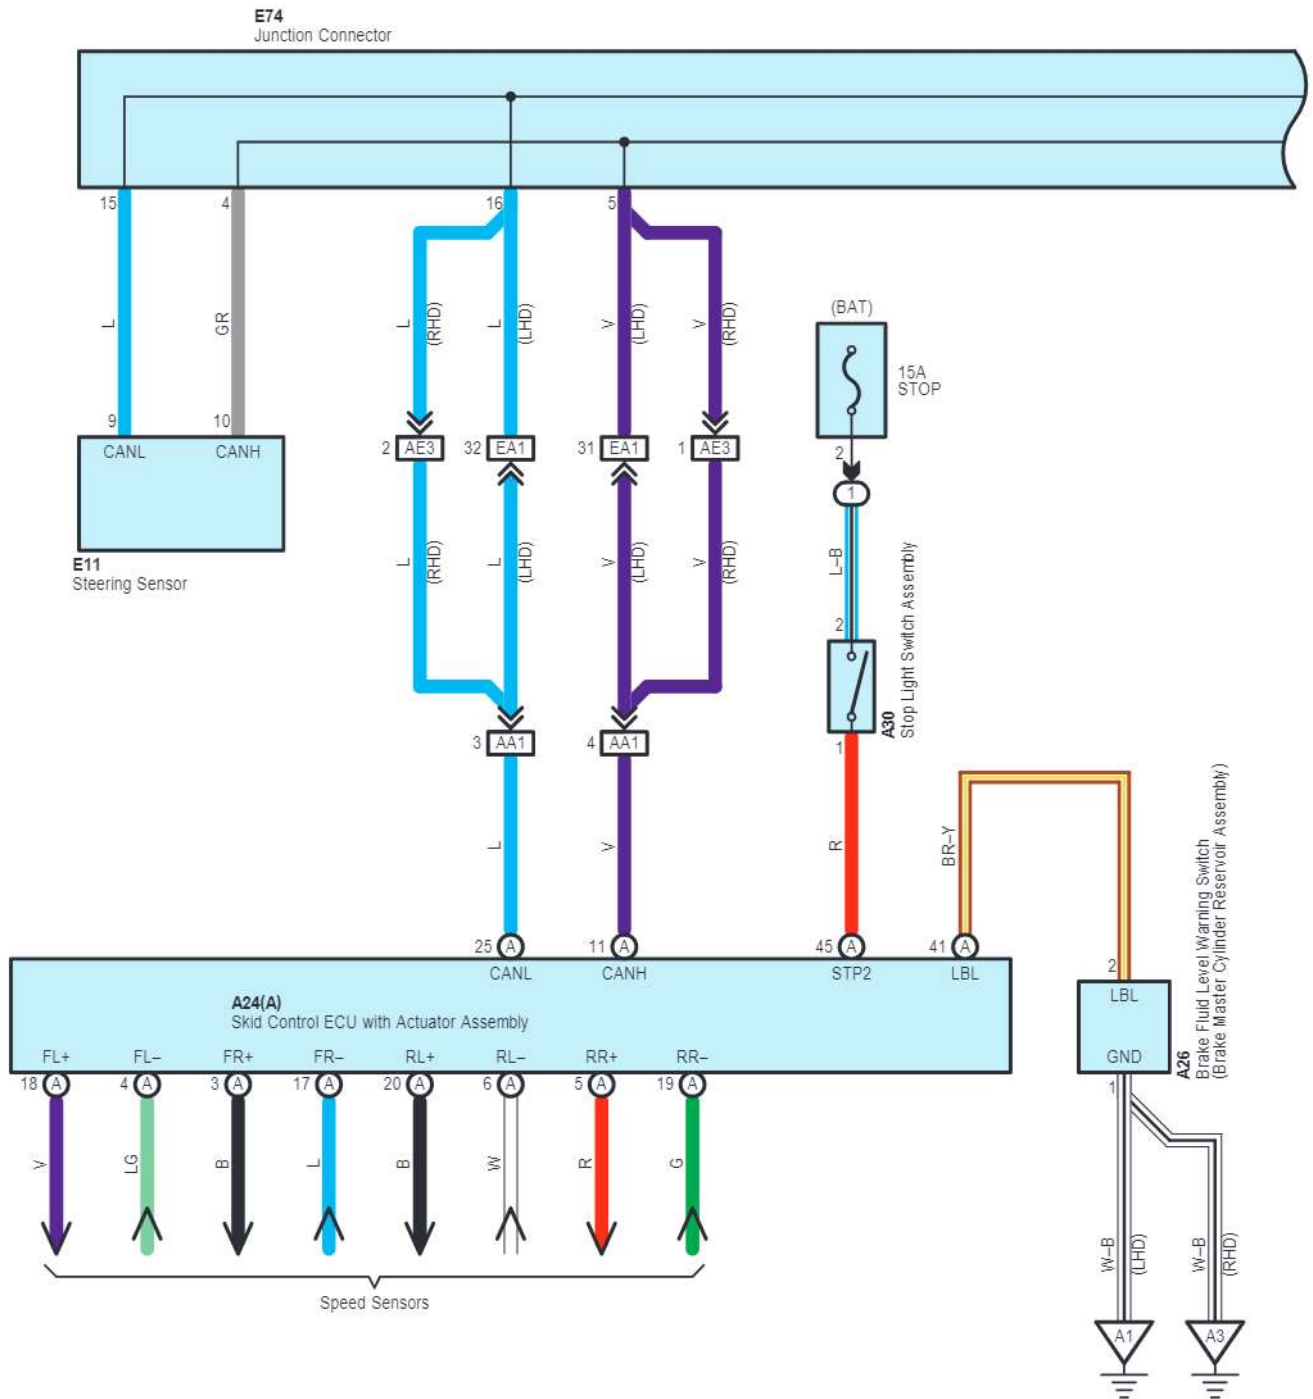 E74
Junction Connector
15
4
16
5
L
GR
L
(RHD)
L
(LHD)
V
(LHD)
V
(RHD)
(BAT)
15A
STOP
9
10
CANL
CANH
2
AE3
32
EA1
31
EA1
1
AE3
2
1
E11
Steering Sensor
L
(RHD)
L
(LHD)
V
(LHD)
V
(RHD)
L–B
2
A30
Stop Light Switch Assembly
1
3
AA1
4
AA1
L
V
R
BR–Y
25
A
11
A
45
A
41
A
CANL
CANH
STP2
LBL
2
LBL
GND
1
A26
Brake Fluid Level Warning Switch
(Brake Master Cylinder Reservoir Assembly)
A24(A)
Skid Control ECU with Actuator Assembly
FL+
FL–
FR+
FR–
RL+
RL–
RR+
RR–
18
A
4
A
3
A
17
A
20
A
6
A
5
A
19
A
V
LG
B
L
B
W
R
G
Speed Sensors
W–B
(LHD)
W–B
(RHD)
A1
A3